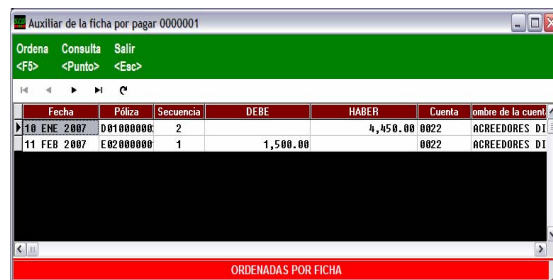 Auxiliar de la ficha por pagar 0000001
Ordena Consulta Salir
<F5> <Punto> <Esc>
Fecha Póliza Secuencia DEBE HABER Cuenta ombre de la cuent
10 ENE 2007 D01000000 2 4,450.00 0022 ACREEDORES DI
11 FEB 2007 E02000000 1 1,500.00 0022 ACREEDORES DI
ORDENADAS POR FICHA